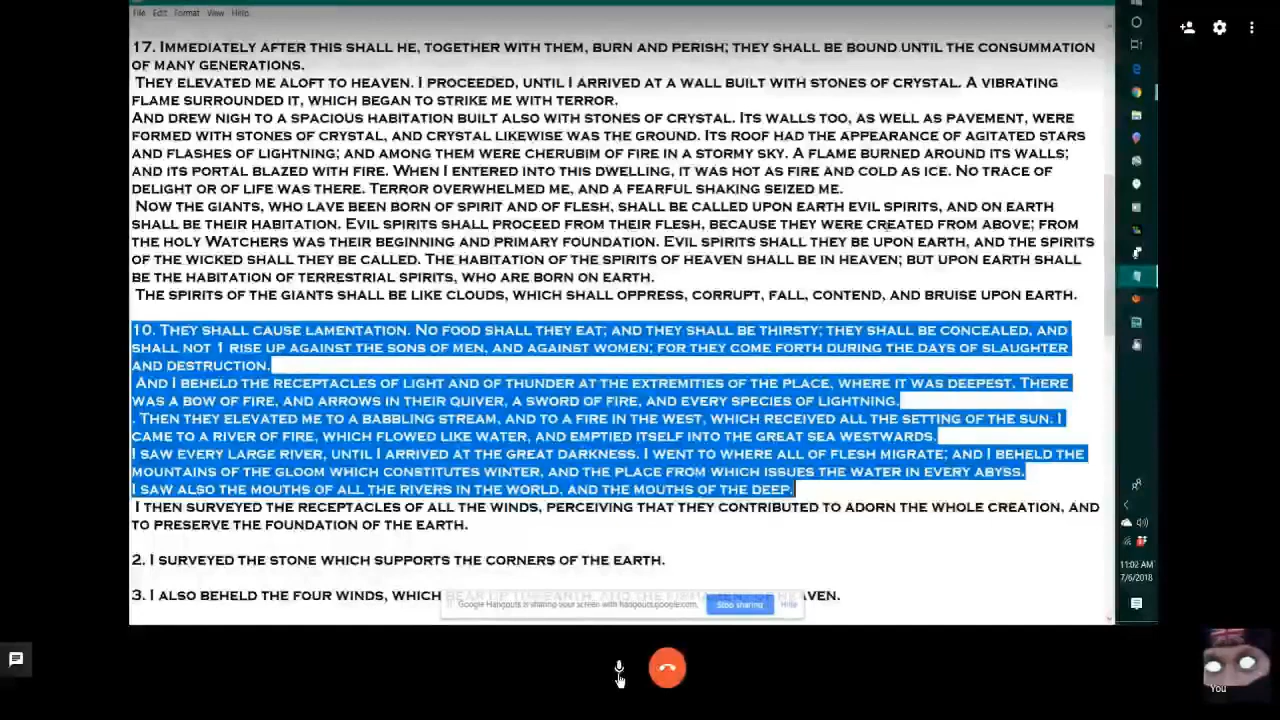 File Edit Format View Help
17. IMMEDIATELY AFTER THIS SHALL HE, TOGETHER WITH THEM, BURN AND PERISH; THEY SHALL BE BOUND UNTIL THE CONSUMMATION
OF MANY GENERATIONS.
THEY ELEVATED ME ALOFT TO HEAVEN. I PROCEEDED, UNTIL I ARRIVED AT A WALL BUILT WITH STONES OF CRYSTAL. A VIBRATING
FLAME SURROUNDED IT, WHICH BEGAN TO STRIKE ME WITH TERROR.
AND DREW NIGH TO A SPACIOUS HABITATION BUILT ALSO WITH STONES OF CRYSTAL. ITS WALLS TOO, AS WELL AS PAVEMENT, WERE
FORMED WITH STONES OF CRYSTAL, AND CRYSTAL LIKEWISE WAS THE GROUND. ITS ROOF HAD THE APPEARANCE OF AGITATED STARS
AND FLASHES OF LIGHTNING; AND AMONG THEM WERE CHERUBIM OF FIRE IN A STORMY SKY. A FLAME BURNED AROUND ITS WALLS;
AND ITS PORTAL BLAZED WITH FIRE. WHEN I ENTERED INTO THIS DWELLING, IT WAS HOT AS FIRE AND COLD AS ICE. NO TRACE OF
DELIGHT OR OF LIFE WAS THERE. TERROR OVERWHELMED ME, AND A FEARFUL SHAKING SEIZED ME.
NOW THE GIANTS, WHO LAVE BEEN BORN OF SPIRIT AND OF FLESH, SHALL BE CALLED UPON EARTH EVIL SPIRITS, AND ON EARTH
SHALL BE THEIR HABITATION. EVIL SPIRITS SHALL PROCEED FROM THEIR FLESH, BECAUSE THEY WERE CREATED FROM ABOVE; FROM
THE HOLY WATCHERS WAS THEIR BEGINNING AND PRIMARY FOUNDATION. EVIL SPIRITS SHALL THEY BE UPON EARTH, AND THE SPIRITS
OF THE WICKED SHALL THEY BE CALLED. THE HABITATION OF THE SPIRITS OF HEAVEN SHALL BE IN HEAVEN; BUT UPON EARTH SHALL
BE THE HABITATION OF TERRESTRIAL SPIRITS, WHO ARE BORN ON EARTH.
THE SPIRITS OF THE GIANTS SHALL BE LIKE CLOUDS, WHICH SHALL OPPRESS, CORRUPT, FALL, CONTEND, AND BRUISE UPON EARTH.
10. THEY SHALL CAUSE LAMENTATION. NO FOOD SHALL THEY EAT; AND THEY SHALL BE THIRSTY; THEY SHALL BE CONCEALED, AND
SHALL NOT 1 RISE UP AGAINST THE SONS OF MEN, AND AGAINST WOMEN; FOR THEY COME FORTH DURING THE DAYS OF SLAUGHTER
AND DESTRUCTION.
AND I BEHELD THE RECEPTACLES OF LIGHT AND OF THUNDER AT THE EXTREMITIES OF THE PLACE, WHERE IT WAS DEEPEST. THERE
WAS A BOW OF FIRE, AND ARROWS IN THEIR QUIVER, A SWORD OF FIRE, AND EVERY SPECIES OF LIGHTNING.
. THEN THEY ELEVATED ME TO A BABBLING STREAM, AND TO A FIRE IN THE WEST, WHICH RECEIVED ALL THE SETTING OF THE SUN. I
CAME TO A RIVER OF FIRE, WHICH FLOWED LIKE WATER, AND EMPTIED ITSELF INTO THE GREAT SEA WESTWARDS.
I SAW EVERY LARGE RIVER, UNTIL I ARRIVED AT THE GREAT DARKNESS. I WENT TO WHERE ALL OF FLESH MIGRATE; AND I BEHELD THE
MOUNTAINS OF THE GLOOM WHICH CONSTITUTES WINTER, AND THE PLACE FROM WHICH ISSUES THE WATER IN EVERY ABYSS.
I SAW ALSO THE MOUTHS OF ALL THE RIVERS IN THE WORLD, AND THE MOUTHS OF THE DEEP.
I THEN SURVEYED THE RECEPTACLES OF ALL THE WINDS, PERCEIVING THAT THEY CONTRIBUTED TO ADORN THE WHOLE CREATION, AND
TO PRESERVE THE FOUNDATION OF THE EARTH.
2. I SURVEYED THE STONE WHICH SUPPORTS THE CORNERS OF THE EARTH.
3. I ALSO BEHELD THE FOUR WINDS, WHICH HEAVEN.
Google Hangouts is sharing your screen with hangouts.google.com. Stop sharing Hide
11:02 AM
7/6/2018
You